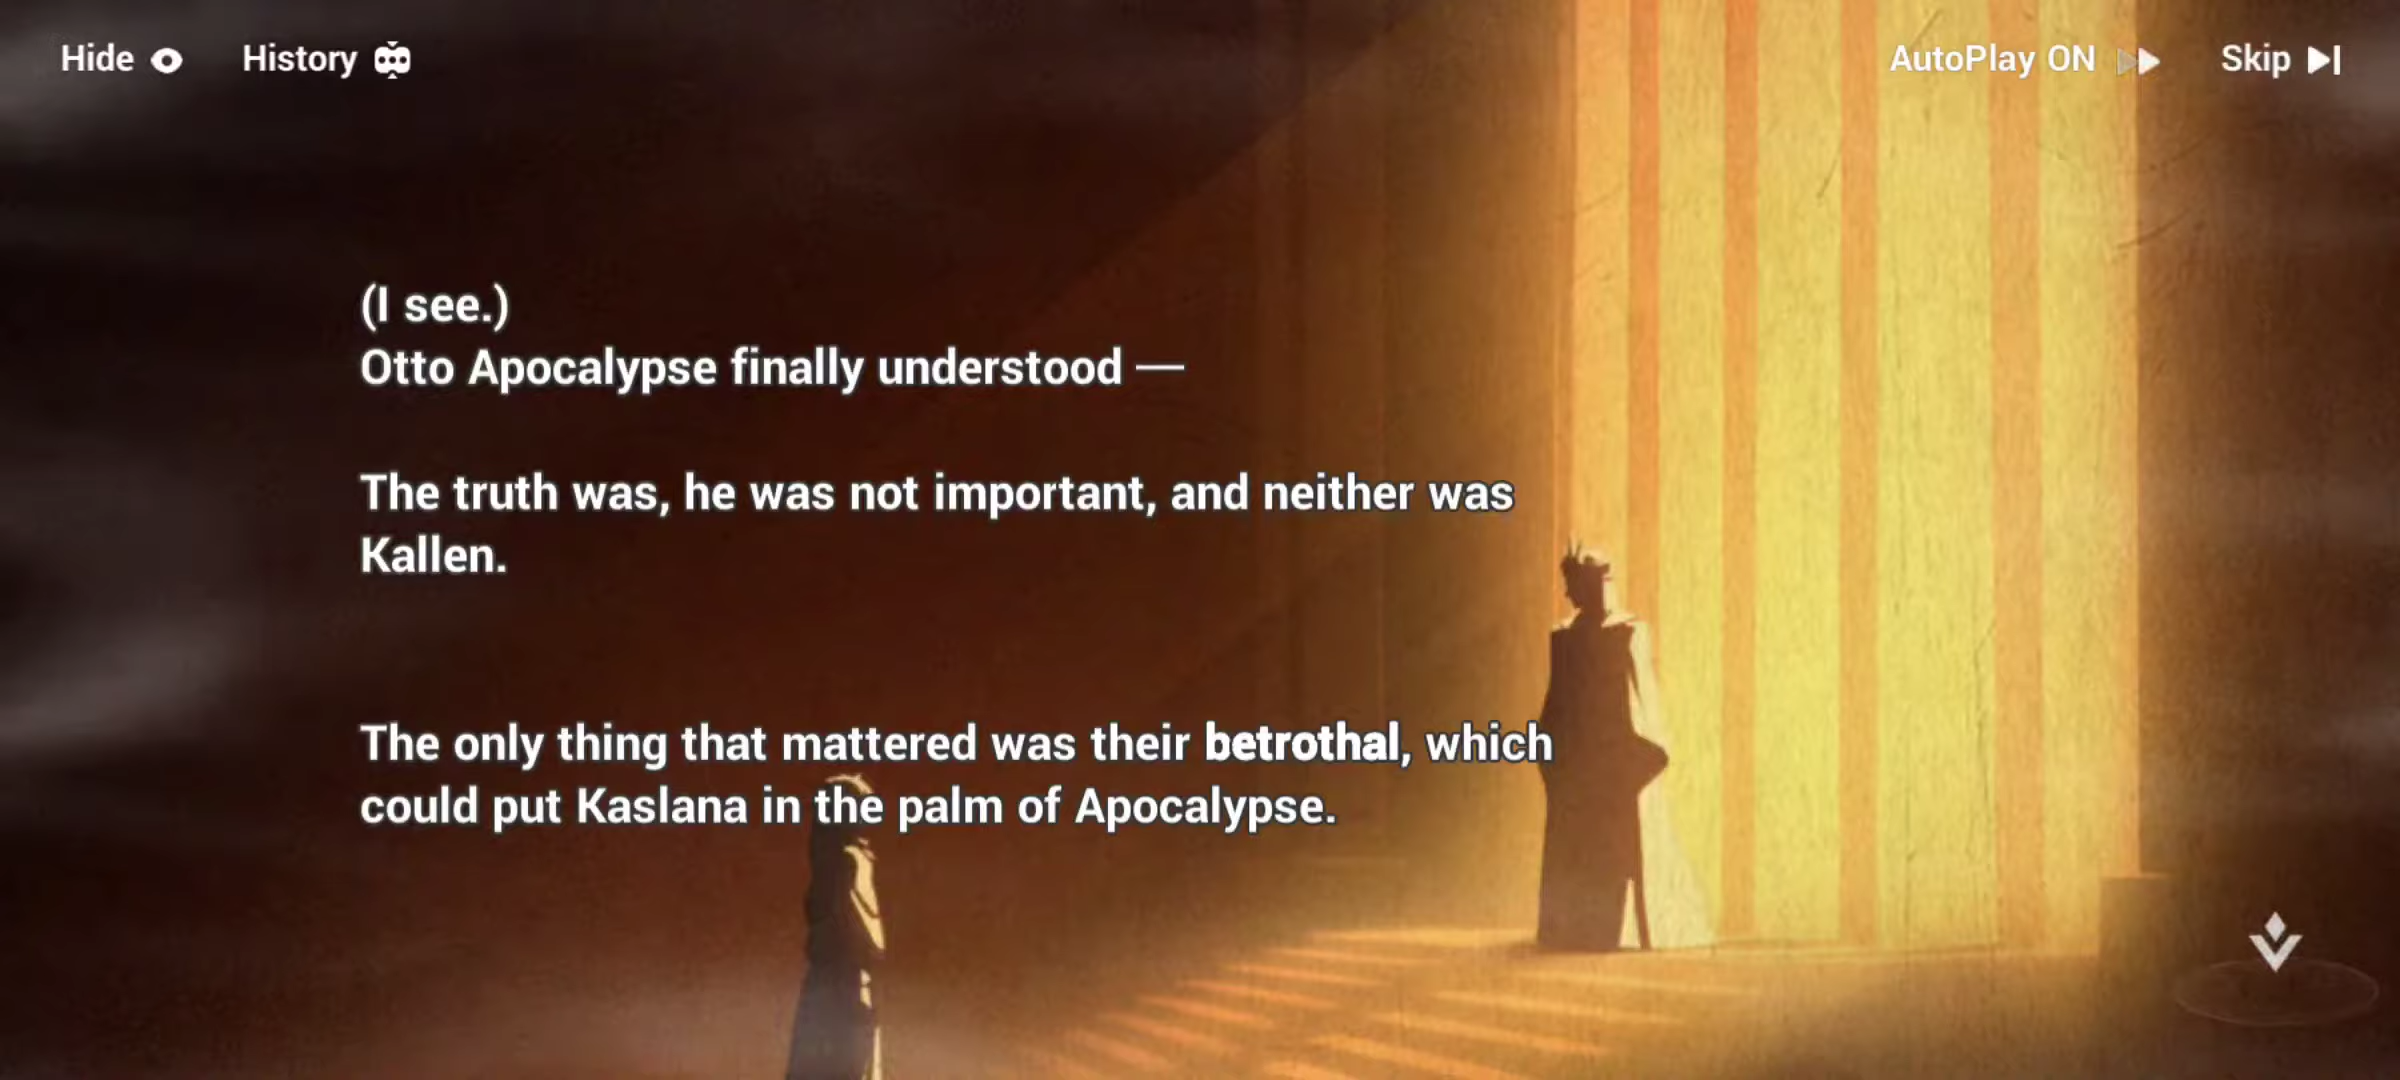 Hide
History
AutoPlay ON
Skip
(I see.)
Otto Apocalypse finally understood —
The truth was, he was not important, and neither was
Kallen.
The only thing that mattered was their betrothal, which
could put Kaslana in the palm of Apocalypse.